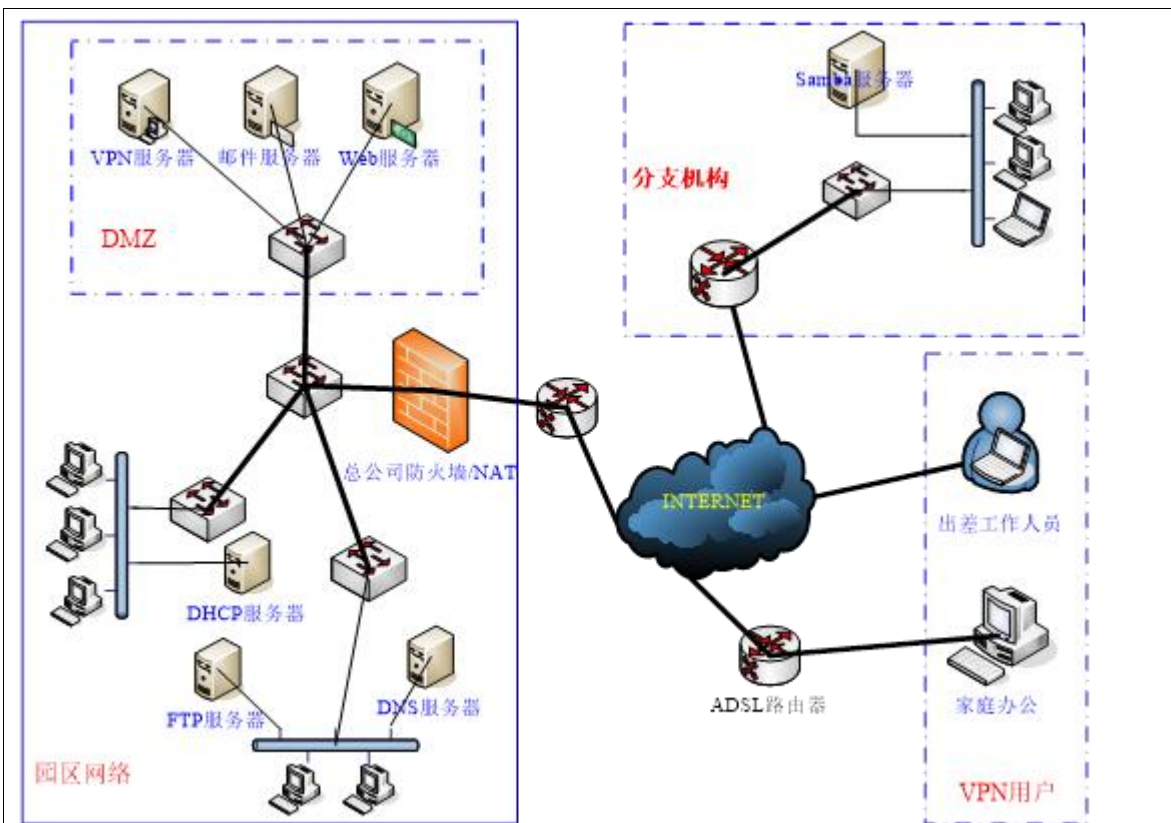 VPN服务器
邮件服务器
Web服务器
DMZ
总公司防火墙/NAT
DHCP服务器
FTP服务器
DNS服务器
园区网络
Samba服务器
分支机构
INTERNET
出差工作人员
ADSL路由器
家庭办公
VPN用户